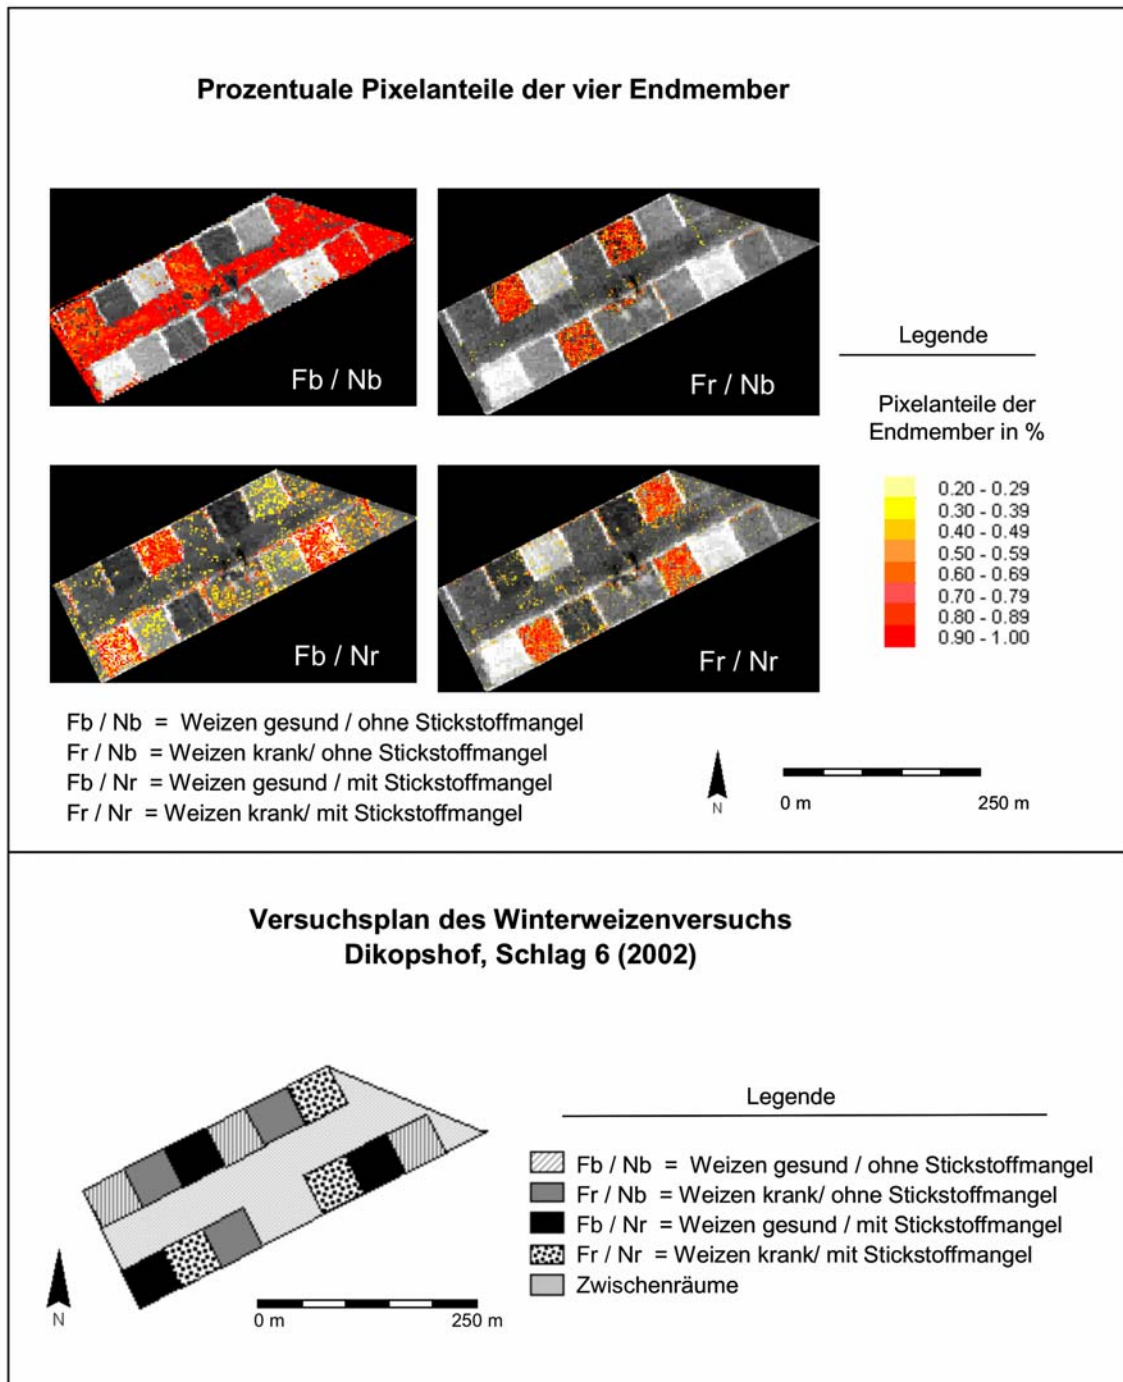 Prozentuale Pixelanteile der vier Endmember
Fb / Nb
Fr / Nb
Fb / Nr
Fr / Nr
Legende
Pixelanteile der
Endmember in %
0.20 - 0.29
0.30 - 0.39
0.40 - 0.49
0.50 - 0.59
0.60 - 0.69
0.70 - 0.79
0.80 - 0.89
0.90 - 1.00
Fb / Nb = Weizen gesund / ohne Stickstoffmangel
Fr / Nb = Weizen krank/ ohne Stickstoffmangel
Fb / Nr = Weizen gesund / mit Stickstoffmangel
Fr / Nr = Weizen krank/ mit Stickstoffmangel
N
0 m 250 m
Versuchsplan des Winterweizenversuchs
Dikopshof, Schlag 6 (2002)
Legende
Fb / Nb = Weizen gesund / ohne Stickstoffmangel
Fr / Nb = Weizen krank/ ohne Stickstoffmangel
Fb / Nr = Weizen gesund / mit Stickstoffmangel
Fr / Nr = Weizen krank/ mit Stickstoffmangel
Zwischenräume
N
0 m 250 m